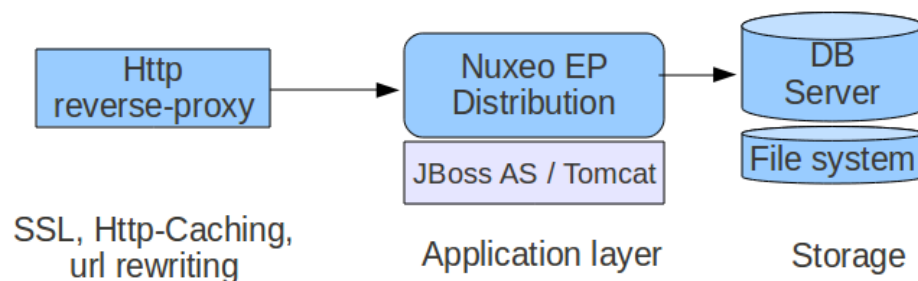 Http
reverse-proxy
Nuxeo EP
Distribution
JBoss AS / Tomcat
DB
Server
File system
SSL, Http-Caching,
url rewriting
Application layer
Storage